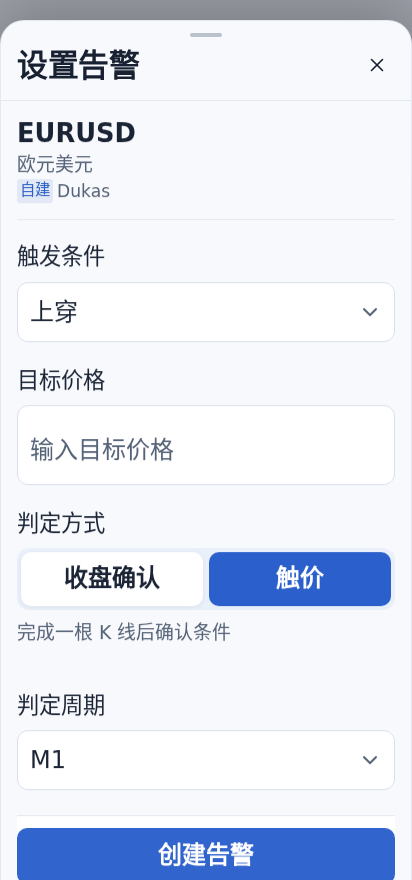 设置告警
EURUSD
欧元美元
自建 Dukas
触发条件
上穿
目标价格
输入目标价格
判定方式
收盘确认 触价
完成一根 K 线后确认条件
判定周期
M1
创建告警